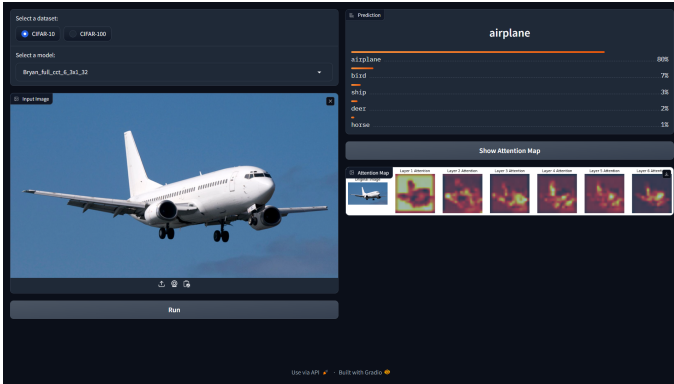 Select a dataset:
CIFAR-10
CIFAR-100
Select a model:
Bryan_full_cct_6_3x1_32
Input Image
Run
Prediction
airplane
airplane 80%
bird 7%
ship 3%
deer 2%
horse 1%
Show Attention Map
Attention Map
Layer 1 Attention
Layer 2 Attention
Layer 3 Attention
Layer 4 Attention
Layer 5 Attention
Layer 6 Attention
Use via API · Built with Gradio